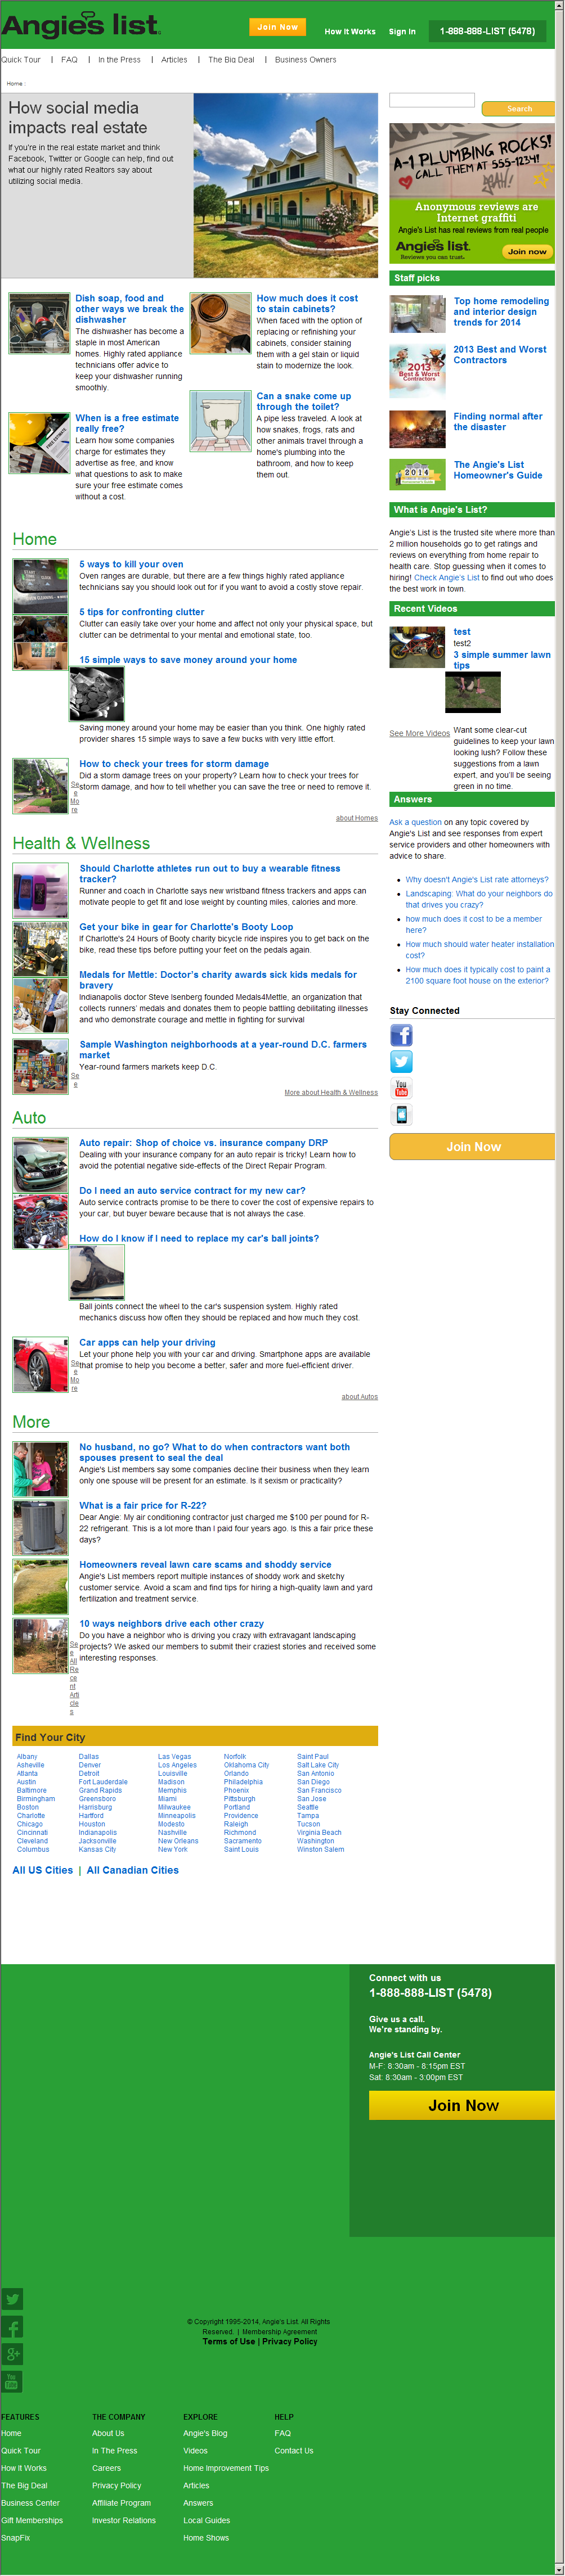 Angie's list.
Join Now
How It Works
Sign In
1-888-888-LIST (5478)
Quick Tour | FAQ | In the Press | Articles | The Big Deal | Business Owners
Home :
How social media
impacts real estate
If you're in the real estate market and think
Facebook, Twitter or Google can help, find out
what our highly rated Realtors say about
utilizing social media.
Dish soap, food and
other ways we break the
dishwasher
The dishwasher has become a
staple in most American
homes. Highly rated appliance
technicians offer advice to
keep your dishwasher running
smoothly.
How much does it cost
to stain cabinets?
When faced with the option of
replacing or refinishing your
cabinets, consider staining
them with a gel stain or liquid
stain to modernize the look.
When is a free estimate
really free?
Learn how some companies
charge for estimates they
advertise as free, and know
what questions to ask to make
sure your free estimate comes
without a cost.
Can a snake come up
through the toilet?
A pipe less traveled. A look at
how snakes, frogs, rats and
other animals travel through a
home's plumbing into the
bathroom, and how to keep
them out.
Home
5 ways to kill your oven
Oven ranges are durable, but there are a few things highly rated appliance
technicians say you should look out for if you want to avoid a costly stove repair.
5 tips for confronting clutter
Clutter can easily take over your home and affect not only your physical space, but
clutter can be detrimental to your mental and emotional state, too.
15 simple ways to save money around your home
Saving money around your home may be easier than you think. One highly rated
provider shares 15 simple ways to save a few bucks with very little effort.
How to check your trees for storm damage
Did a storm damage trees on your property? Learn how to check your trees for
storm damage, and how to tell whether you can save the tree or need to remove it.
Se
e
Mo
re
about Homes
Health & Wellness
Should Charlotte athletes run out to buy a wearable fitness
tracker?
Runner and coach in Charlotte says new wristband fitness trackers and apps can
motivate people to get fit and lose weight by counting miles, calories and more.
Get your bike in gear for Charlotte's Booty Loop
If Charlotte's 24 Hours of Booty charity bicycle ride inspires you to get back on the
bike, read these tips before putting your feet on the pedals again.
Medals for Mettle: Doctor's charity awards sick kids medals for
bravery
Indianapolis doctor Steve Isenberg founded Medals4Mettle, an organization that
collects runners' medals and donates them to people battling debilitating illnesses
and who demonstrate courage and mettle in fighting for survival
Sample Washington neighborhoods at a year-round D.C. farmers
market
Year-round farmers markets keep D.C.
Se
e
More about Health & Wellness
Auto
Auto repair: Shop of choice vs. insurance company DRP
Dealing with your insurance company for an auto repair is tricky! Learn how to
avoid the potential negative side-effects of the Direct Repair Program.
Do I need an auto service contract for my new car?
Auto service contracts promise to be there to cover the cost of expensive repairs to
your car, but buyer beware because that is not always the case.
How do I know if I need to replace my car's ball joints?
Ball joints connect the wheel to the car's suspension system. Highly rated
mechanics discuss how often they should be replaced and how much they cost.
Car apps can help your driving
Let your phone help you with your car and driving. Smartphone apps are available
that promise to help you become a better, safer and more fuel-efficient driver.
Se
e
Mo
re
about Autos
More
No husband, no go? What to do when contractors want both
spouses present to seal the deal
Angie's List members say some companies decline their business when they learn
only one spouse will be present for an estimate. Is it sexism or practicality?
What is a fair price for R-22?
Dear Angie: My air conditioning contractor just charged me $100 per pound for R-
22 refrigerant. This is a lot more than I paid four years ago. Is this a fair price these
days?
Homeowners reveal lawn care scams and shoddy service
Angie's List members report multiple instances of shoddy work and sketchy
customer service. Avoid a scam and find tips for hiring a high-quality lawn and yard
fertilization and treatment service.
10 ways neighbors drive each other crazy
Do you have a neighbor who is driving you crazy with extravagant landscaping
projects? We asked our members to submit their craziest stories and received some
interesting responses.
Se
e
All
Re
ce
nt
Arti
cle
s
Find Your City
Albany
Asheville
Atlanta
Austin
Baltimore
Birmingham
Boston
Charlotte
Chicago
Cincinnati
Cleveland
Columbus
Dallas
Denver
Detroit
Fort Lauderdale
Grand Rapids
Greensboro
Harrisburg
Hartford
Houston
Indianapolis
Jacksonville
Kansas City
Las Vegas
Los Angeles
Louisville
Madison
Memphis
Miami
Milwaukee
Minneapolis
Modesto
Nashville
New Orleans
New York
Norfolk
Oklahoma City
Orlando
Philadelphia
Phoenix
Pittsburgh
Portland
Providence
Raleigh
Richmond
Sacramento
Saint Louis
Saint Paul
Salt Lake City
San Antonio
San Diego
San Francisco
San Jose
Seattle
Tampa
Tucson
Virginia Beach
Washington
Winston Salem
All US Cities | All Canadian Cities
Search
A-1 PLUMBING ROCKS!
CALL THEM AT 555-1234!
YEAH!
Anonymous reviews are
Internet graffiti
Angie's List has real reviews from real people
Angie's list.
Reviews you can trust.
Join now
Staff picks
Top home remodeling
and interior design
trends for 2014
2013 Best and Worst
Contractors
2013
Best & Worst
Contractors
Finding normal after
the disaster
2014
The Angie's List
Homeowner's Guide
What is Angie's List?
Angie's List is the trusted site where more than
2 million households go to get ratings and
reviews on everything from home repair to
health care. Stop guessing when it comes to
hiring! Check Angie's List to find out who does
the best work in town.
Recent Videos
test
test2
3 simple summer lawn
tips
Want some clear-cut
guidelines to keep your lawn
looking lush? Follow these
suggestions from a lawn
expert, and you'll be seeing
green in no time.
See More Videos
Answers
Ask a question on any topic covered by
Angie's List and see responses from expert
service providers and other homeowners with
advice to share.
Why doesn't Angie's List rate attorneys?
Landscaping: What do your neighbors do
that drives you crazy?
how much does it cost to be a member
here?
How much should water heater installation
cost?
How much does it typically cost to paint a
2100 square foot house on the exterior?
Stay Connected
You
Tube
Join Now
Connect with us
1-888-888-LIST (5478)
Give us a call.
We're standing by.
Angie's List Call Center
M-F: 8:30am - 8:15pm EST
Sat: 8:30am - 3:00pm EST
Join Now
You
Tube
© Copyright 1995-2014, Angie's List. All Rights
Reserved. | Membership Agreement
Terms of Use | Privacy Policy
FEATURES
Home
Quick Tour
How It Works
The Big Deal
Business Center
Gift Memberships
SnapFix
THE COMPANY
About Us
In The Press
Careers
Privacy Policy
Affiliate Program
Investor Relations
EXPLORE
Angie's Blog
Videos
Home Improvement Tips
Articles
Answers
Local Guides
Home Shows
HELP
FAQ
Contact Us